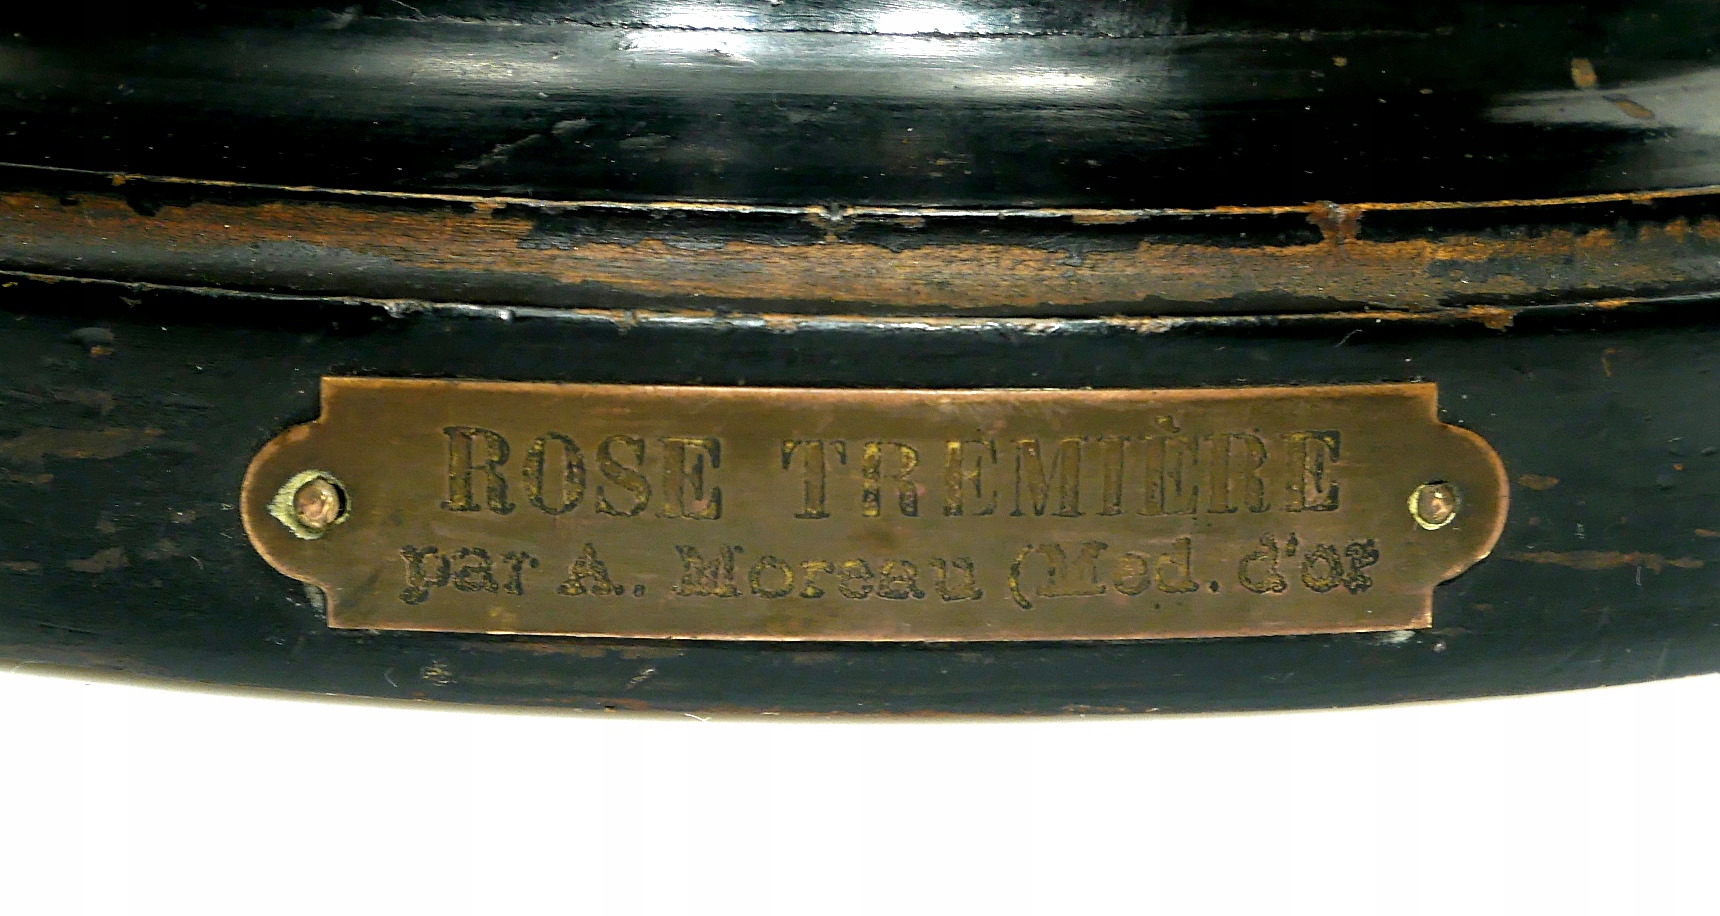 ROSE TREMIÈRE
par A. Moreau (Med. d'or